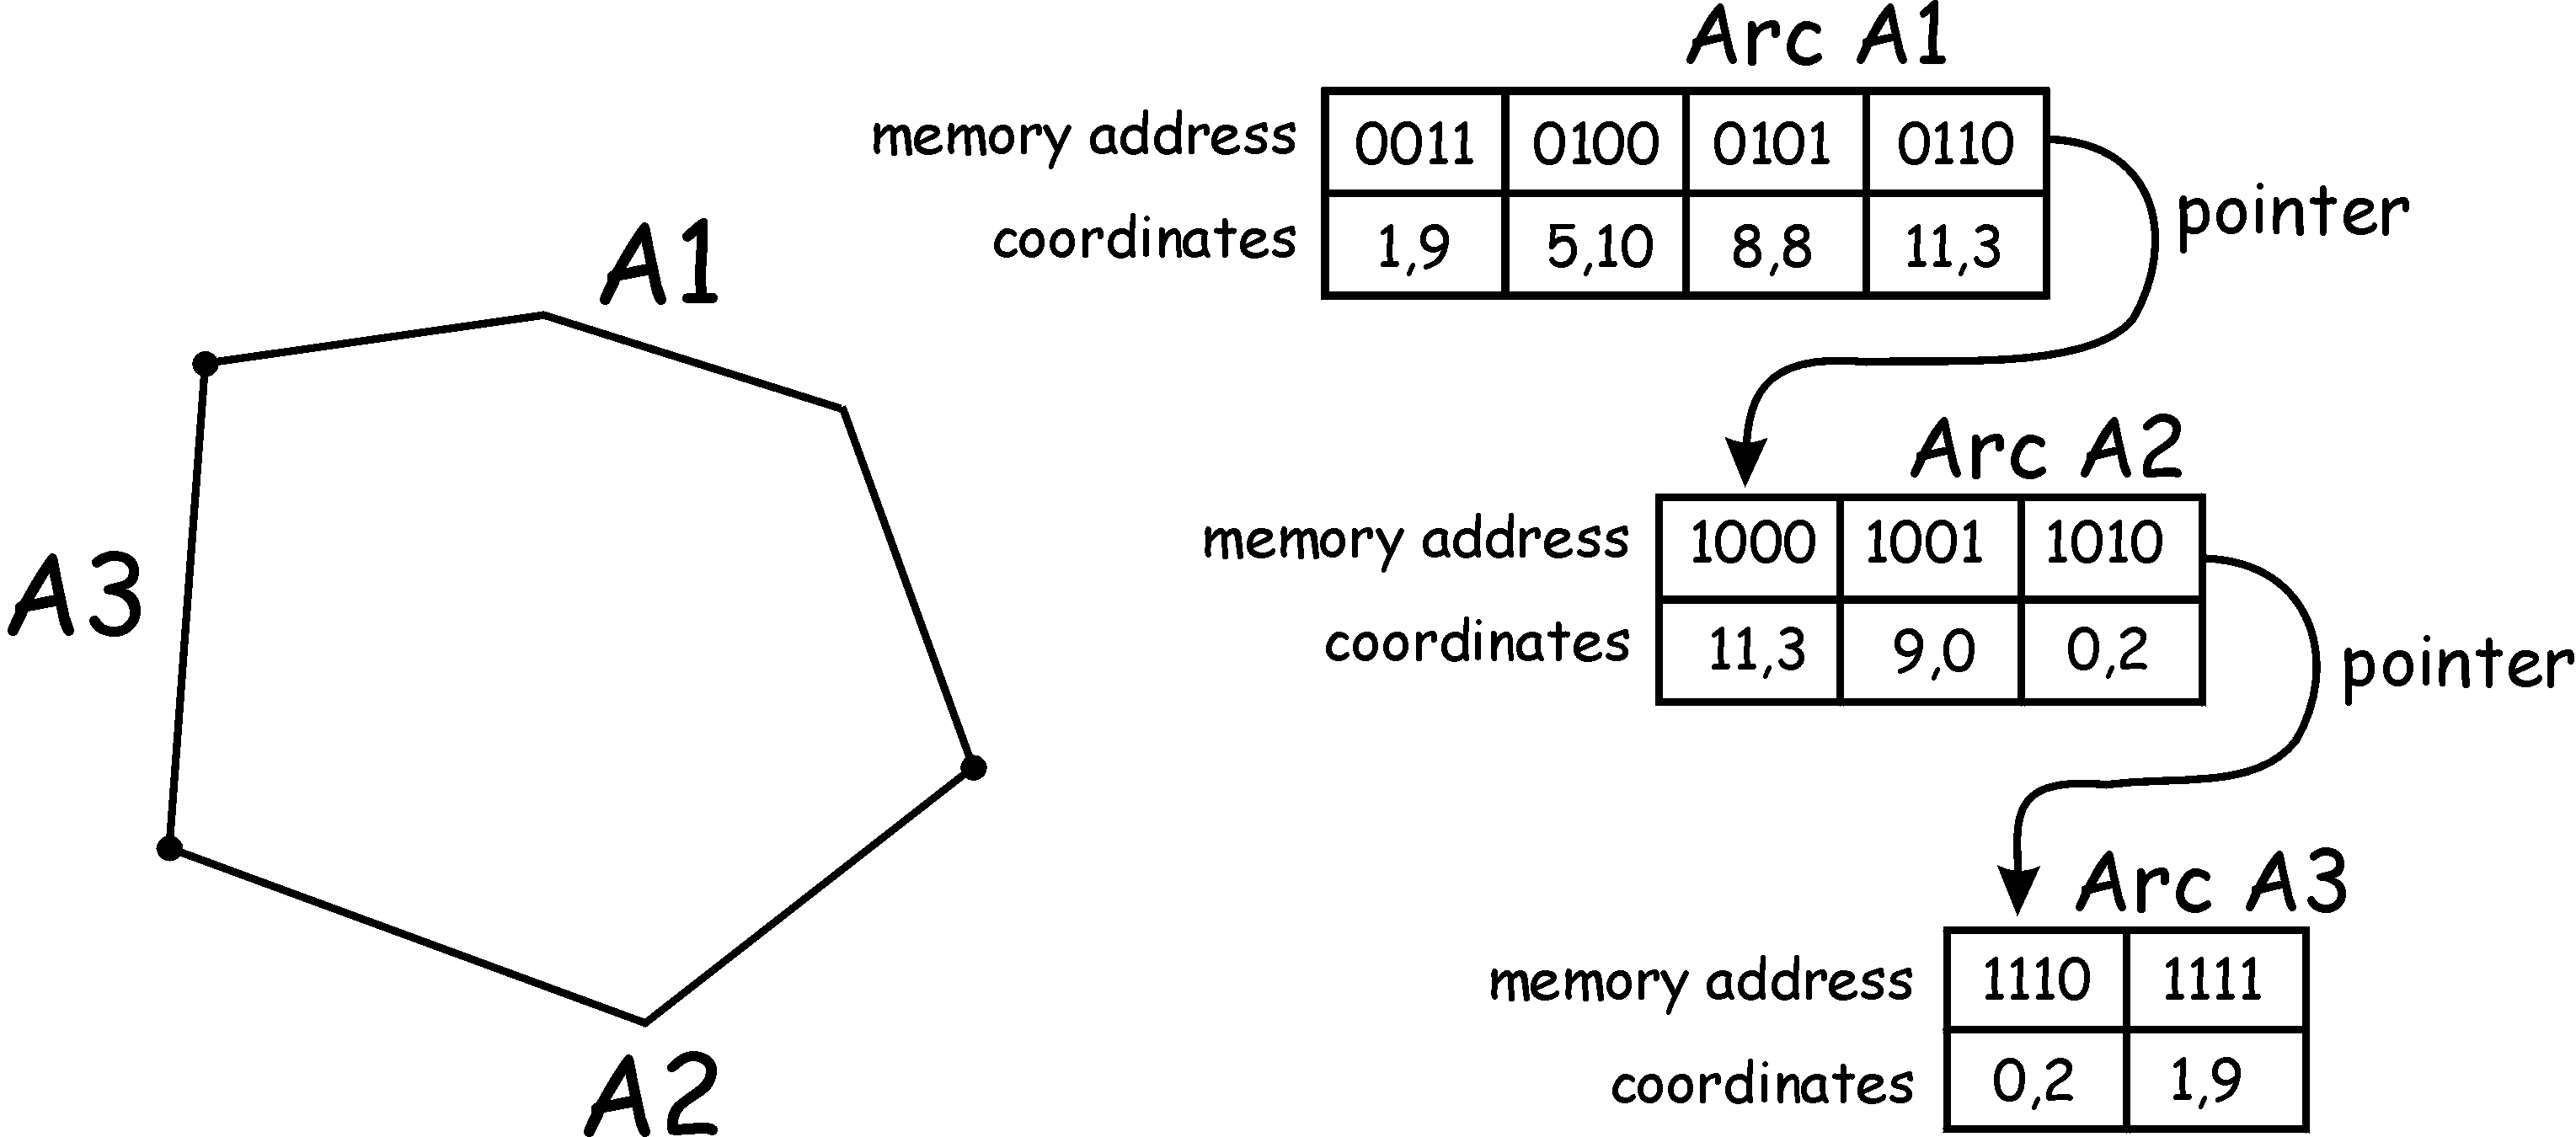 A1
A3
A2
Arc A1
memory address 0011 0100 0101 0110
coordinates 1,9 5,10 8,8 11,3
pointer
Arc A2
memory address 1000 1001 1010
coordinates 11,3 9,0 0,2
pointer
Arc A3
memory address 1110 1111
coordinates 0,2 1,9